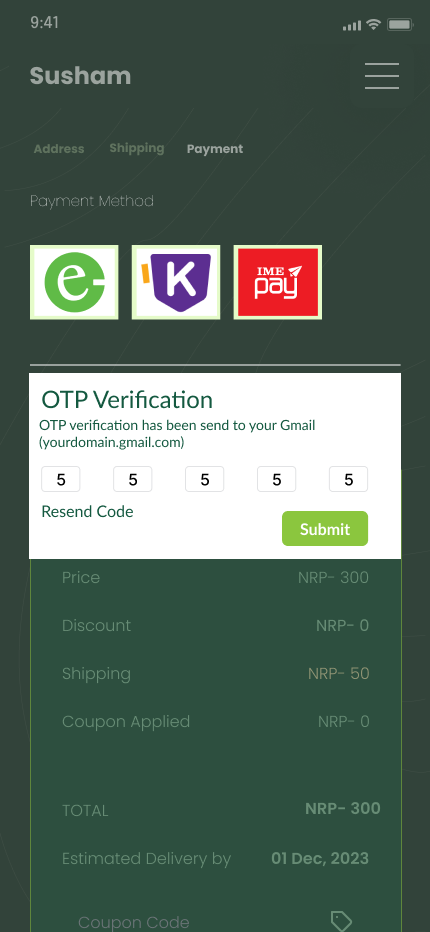 9:41
Susham
Address Shipping Payment
Payment Method
e K IME pay
OTP Verification
OTP verification has been send to your Gmail
(yourdomain.gmail.com)
5 5 5 5 5
Resend Code
Submit
Price NRP- 300
Discount NRP- 0
Shipping NRP- 50
Coupon Applied NRP- 0
TOTAL NRP- 300
Estimated Delivery by 01 Dec, 2023
Coupon Code